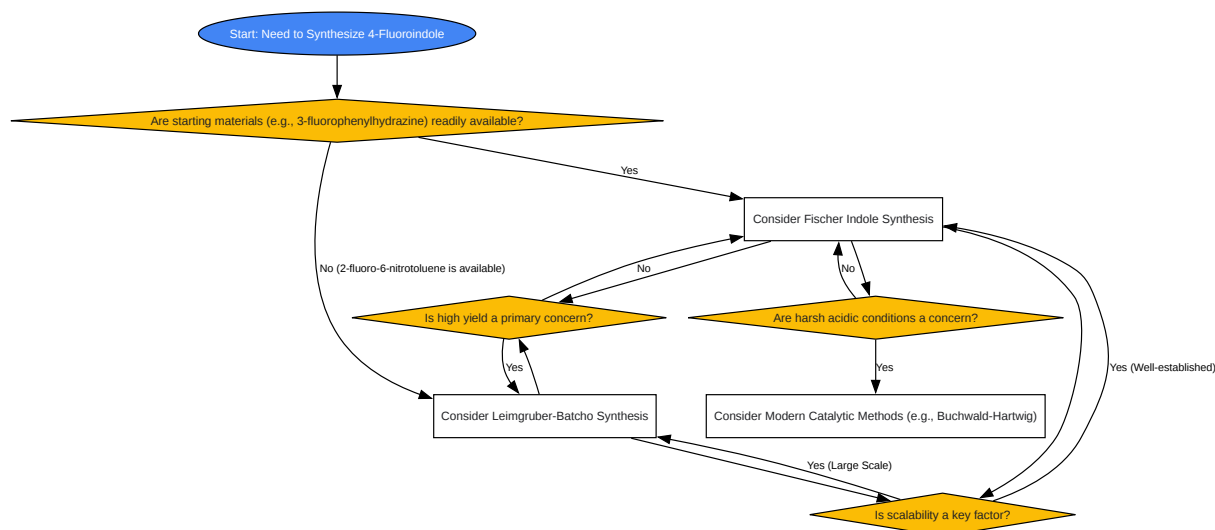 Start: Need to Synthesize 4-Fluoroindole
Are starting materials (e.g., 3-fluorophenylhydrazine) readily available?
Yes
Consider Fischer Indole Synthesis
No (2-fluoro-6-nitrotoluene is available)
No
No
Is high yield a primary concern?
Are harsh acidic conditions a concern?
Yes
Yes
Yes (Well-established)
Consider Leimgruber-Batcho Synthesis
Consider Modern Catalytic Methods (e.g., Buchwald-Hartwig)
Yes (Large Scale)
Is scalability a key factor?